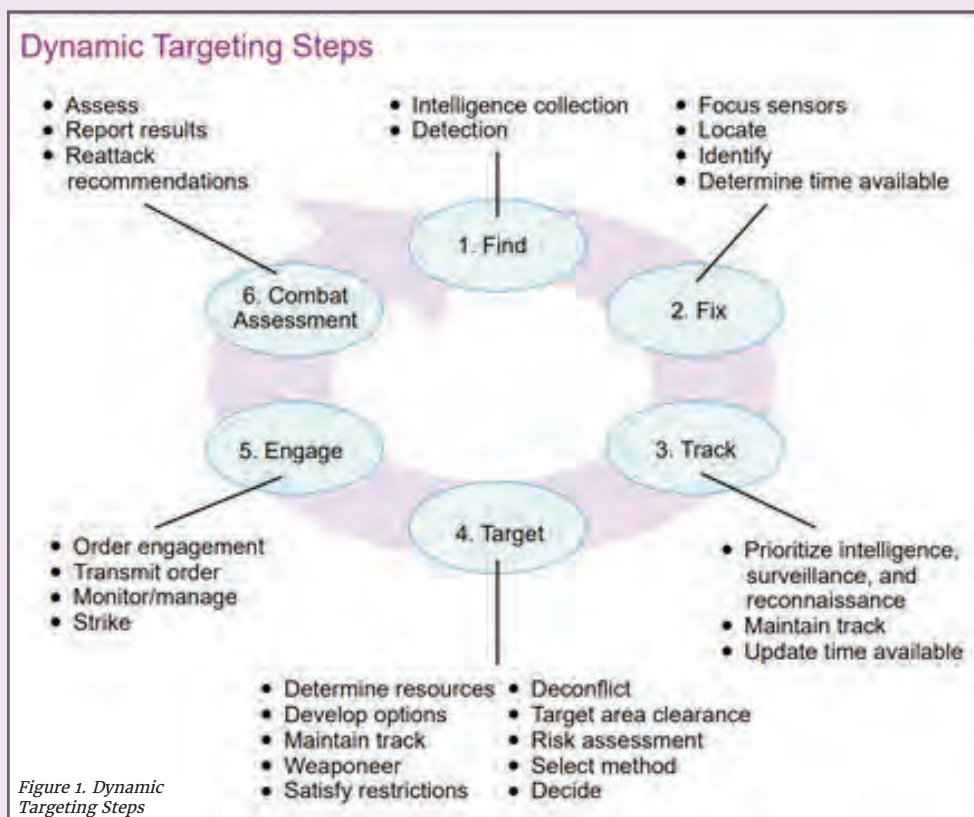 Dynamic Targeting Steps
• Assess
• Report results
• Reattack
recommendations
• Intelligence collection
• Detection
• Focus sensors
• Locate
• Identify
• Determine time available
1. Find
2. Fix
3. Track
4. Target
5. Engage
6. Combat
Assessment
• Prioritize intelligence,
surveillance, and
reconnaissance
• Maintain track
• Update time available
• Determine resources
• Develop options
• Maintain track
• Weaponeer
• Satisfy restrictions
• Deconflict
• Target area clearance
• Risk assessment
• Select method
• Decide
• Order engagement
• Transmit order
• Monitor/manage
• Strike
Figure 1. Dynamic
Targeting Steps